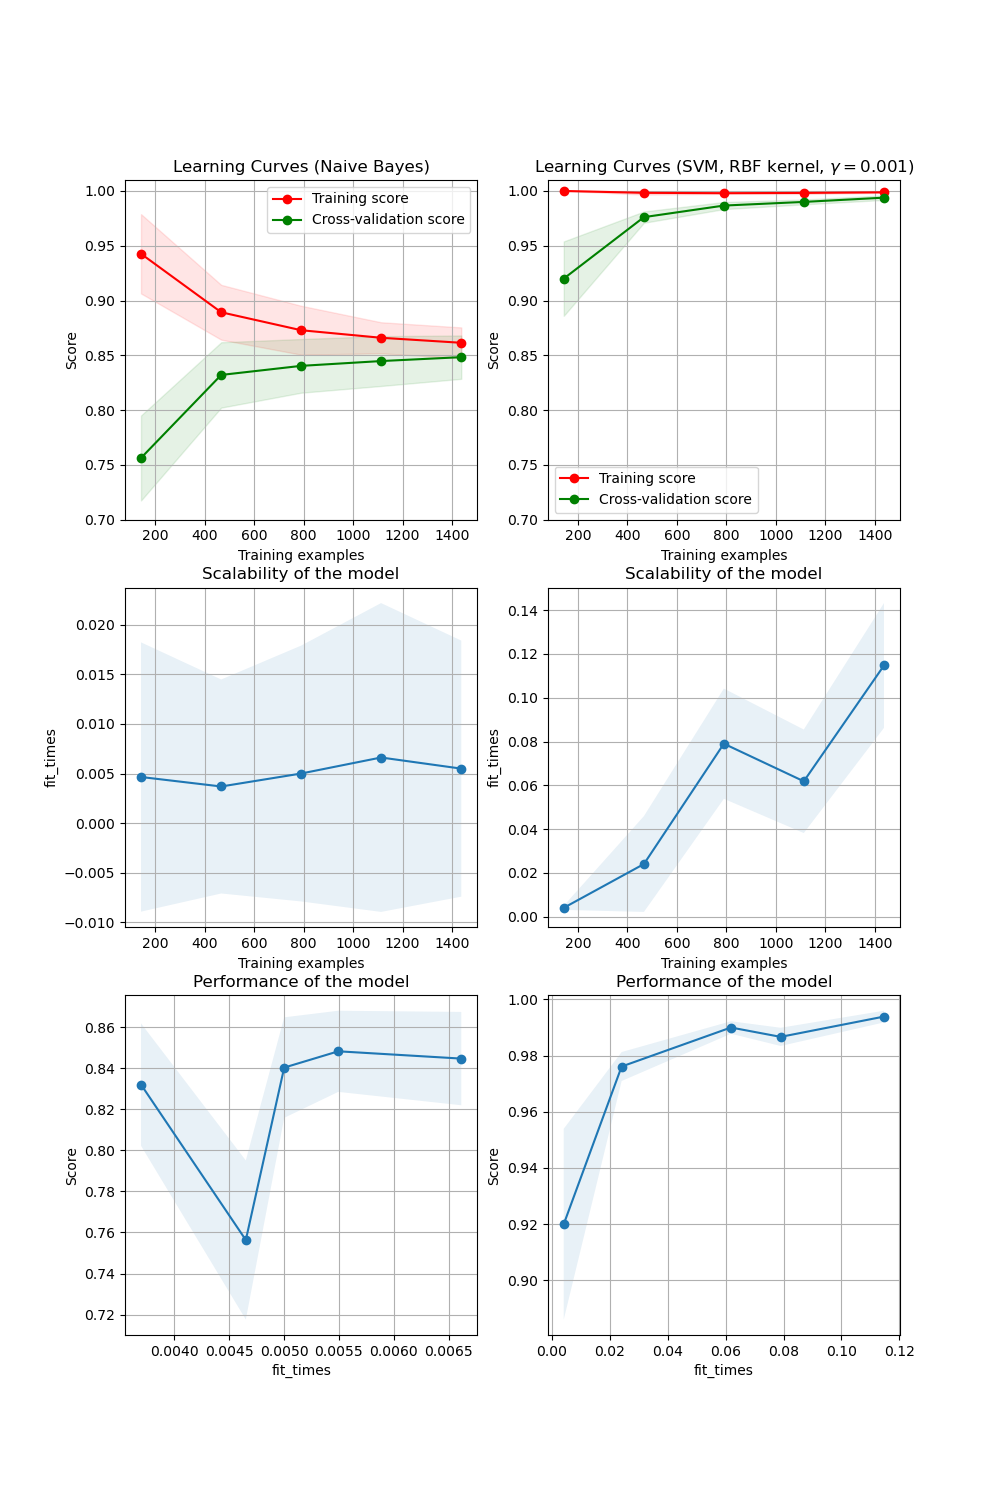 Learning Curves (Naive Bayes)
1.00
0.95
0.90
0.85
0.80
0.75
0.70
Score
Training score
Cross-validation score
200 400 600 800 1000 1200 1400
Training examples
Learning Curves (SVM, RBF kernel, γ = 0.001)
1.00
0.95
0.90
0.85
0.80
0.75
0.70
Score
Training score
Cross-validation score
200 400 600 800 1000 1200 1400
Training examples
Scalability of the model
0.020
0.015
0.010
0.005
0.000
−0.005
−0.010
fit_times
200 400 600 800 1000 1200 1400
Training examples
Scalability of the model
0.14
0.12
0.10
0.08
0.06
0.04
0.02
0.00
fit_times
200 400 600 800 1000 1200 1400
Training examples
Performance of the model
0.86
0.84
0.82
0.80
0.78
0.76
0.74
0.72
Score
0.0040 0.0045 0.0050 0.0055 0.0060 0.0065
fit_times
Performance of the model
1.00
0.98
0.96
0.94
0.92
0.90
Score
0.00 0.02 0.04 0.06 0.08 0.10 0.12
fit_times